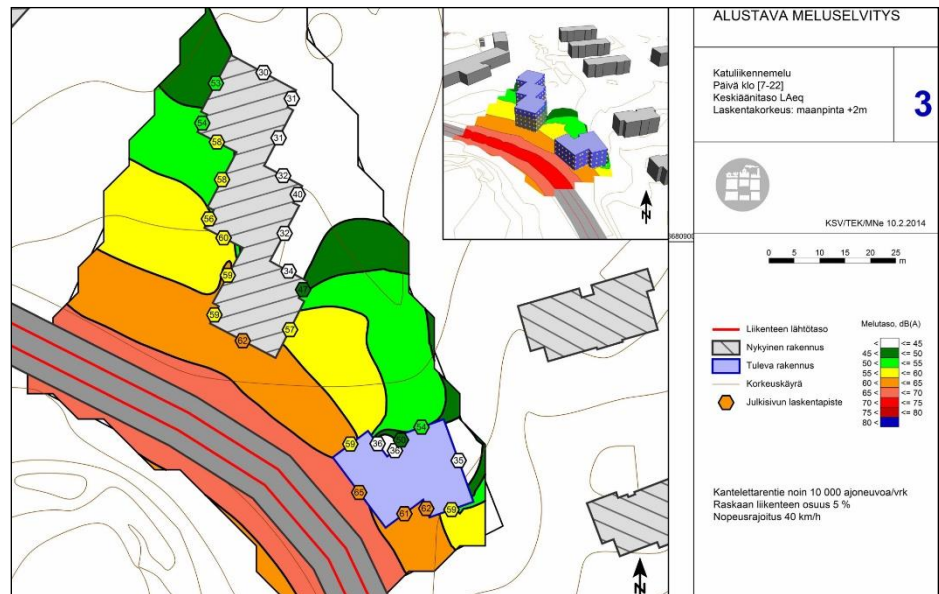 ALUSTAVA MELUSELVITYS
Katuliikennemelu
Päivä klo [7-22]
Keskiäänitaso LAeq
Laskentakorkeus: maanpinta +2m
3
KSV/TEK/MNe 10.2.2014
0 5 10 15 20 25
m
Liikenteen lähtötaso
Nykyinen rakennus
Tuleva rakennus
Korkeuskäyrä
Julkisivun laskentapiste
Melutaso, dB(A)
< <= 45
45 < <= 50
50 < <= 55
55 < <= 60
60 < <= 65
65 < <= 70
70 < <= 75
75 < <= 80
80 <
Kantelettarentie noin 10 000 ajoneuvoa/vrk
Raskaan liikenteen osuus 5 %
Nopeusrajoitus 40 km/h
N
N
30
53
31
54
58
31
58
32
40
56
60
32
59
34
47
59
57
62
54
59
36
50
36
35
65
61
62
59